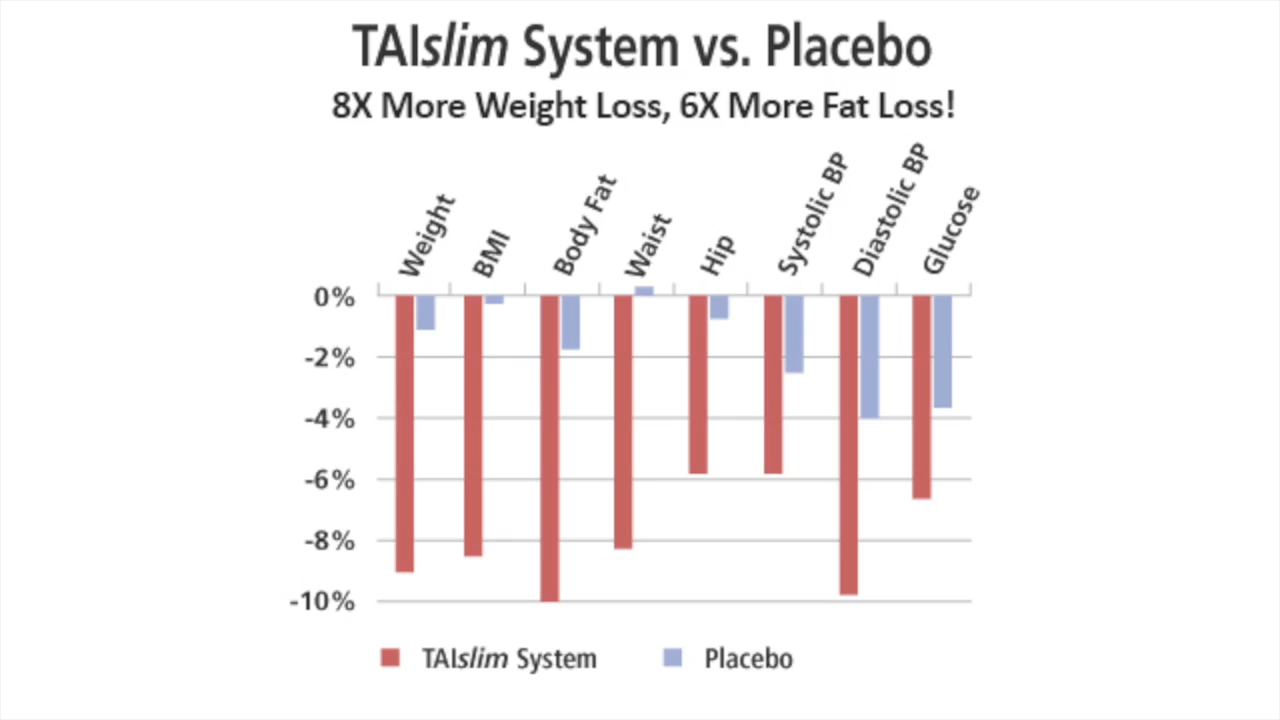 TAIslim System vs. Placebo
8X More Weight Loss, 6X More Fat Loss!
Weight
BMI
Body Fat
Waist
Hip
Systolic BP
Diastolic BP
Glucose
0%
-2%
-4%
-6%
-8%
-10%
TAIslim System
Placebo